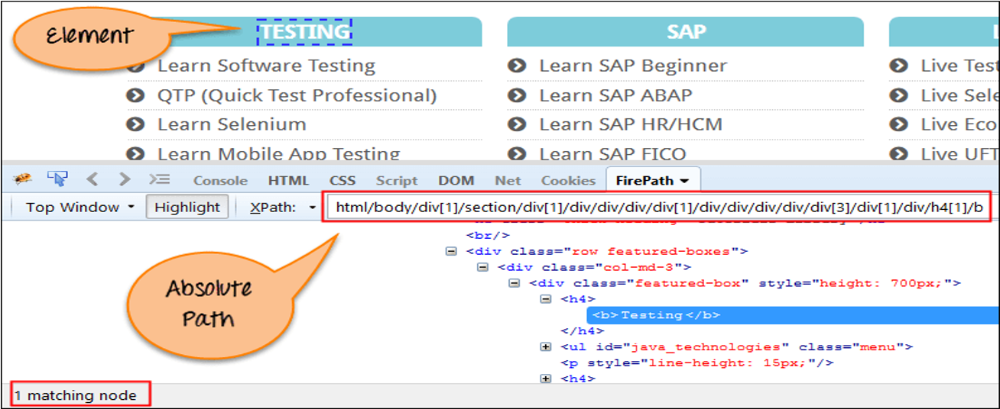 Element
TESTING
SAP
Learn Software Testing
Learn SAP Beginner
Live Test
QTP (Quick Test Professional)
Learn SAP ABAP
Live Sele
Learn Selenium
Learn SAP HR/HCM
Live Eco
Learn Mobile App Testing
Learn SAP FICO
Live UFT
Console HTML CSS Script DOM Net Cookies FirePath
Top Window Highlight XPath: html/body/div[1]/section/div[1]/div/div/div/div[1]/div/div/div/div/div[3]/div[1]/div/h4[1]/b
<br/>
<div class="row featured-boxes">
<div class="col-md-3">
<div class="featured-box" style="height: 700px;">
<h4>
<b>Testing</b>
</h4>
<ul id="java_technologies" class="menu">
<p style="line-height: 15px;"/>
<h4>
Absolute
Path
1 matching node